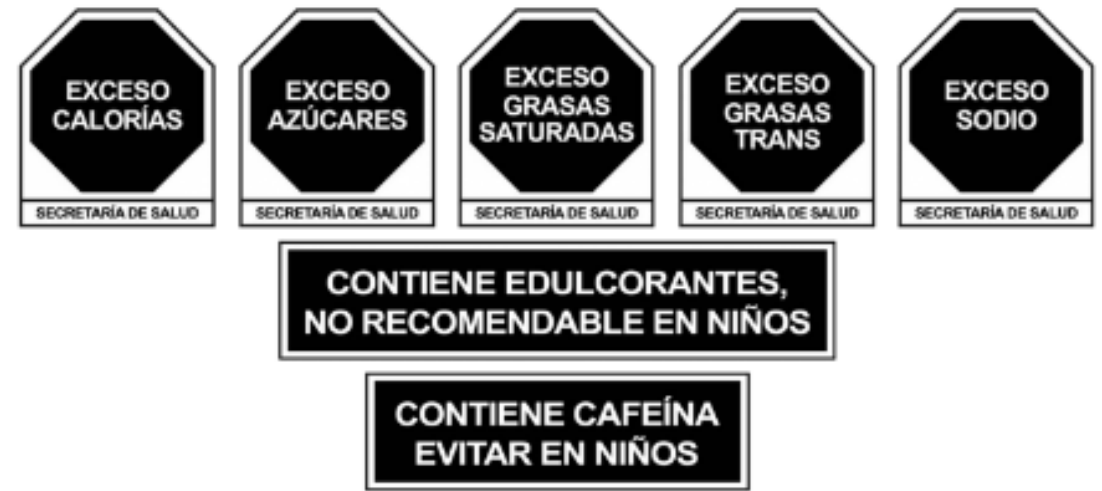 EXCESO
CALORÍAS
SECRETARÍA DE SALUD
EXCESO
AZÚCARES
SECRETARÍA DE SALUD
EXCESO
GRASAS
SATURADAS
SECRETARÍA DE SALUD
EXCESO
GRASAS
TRANS
SECRETARÍA DE SALUD
EXCESO
SODIO
SECRETARÍA DE SALUD
CONTIENE EDULCORANTES,
NO RECOMENDABLE EN NIÑOS
CONTIENE CAFEÍNA
EVITAR EN NIÑOS